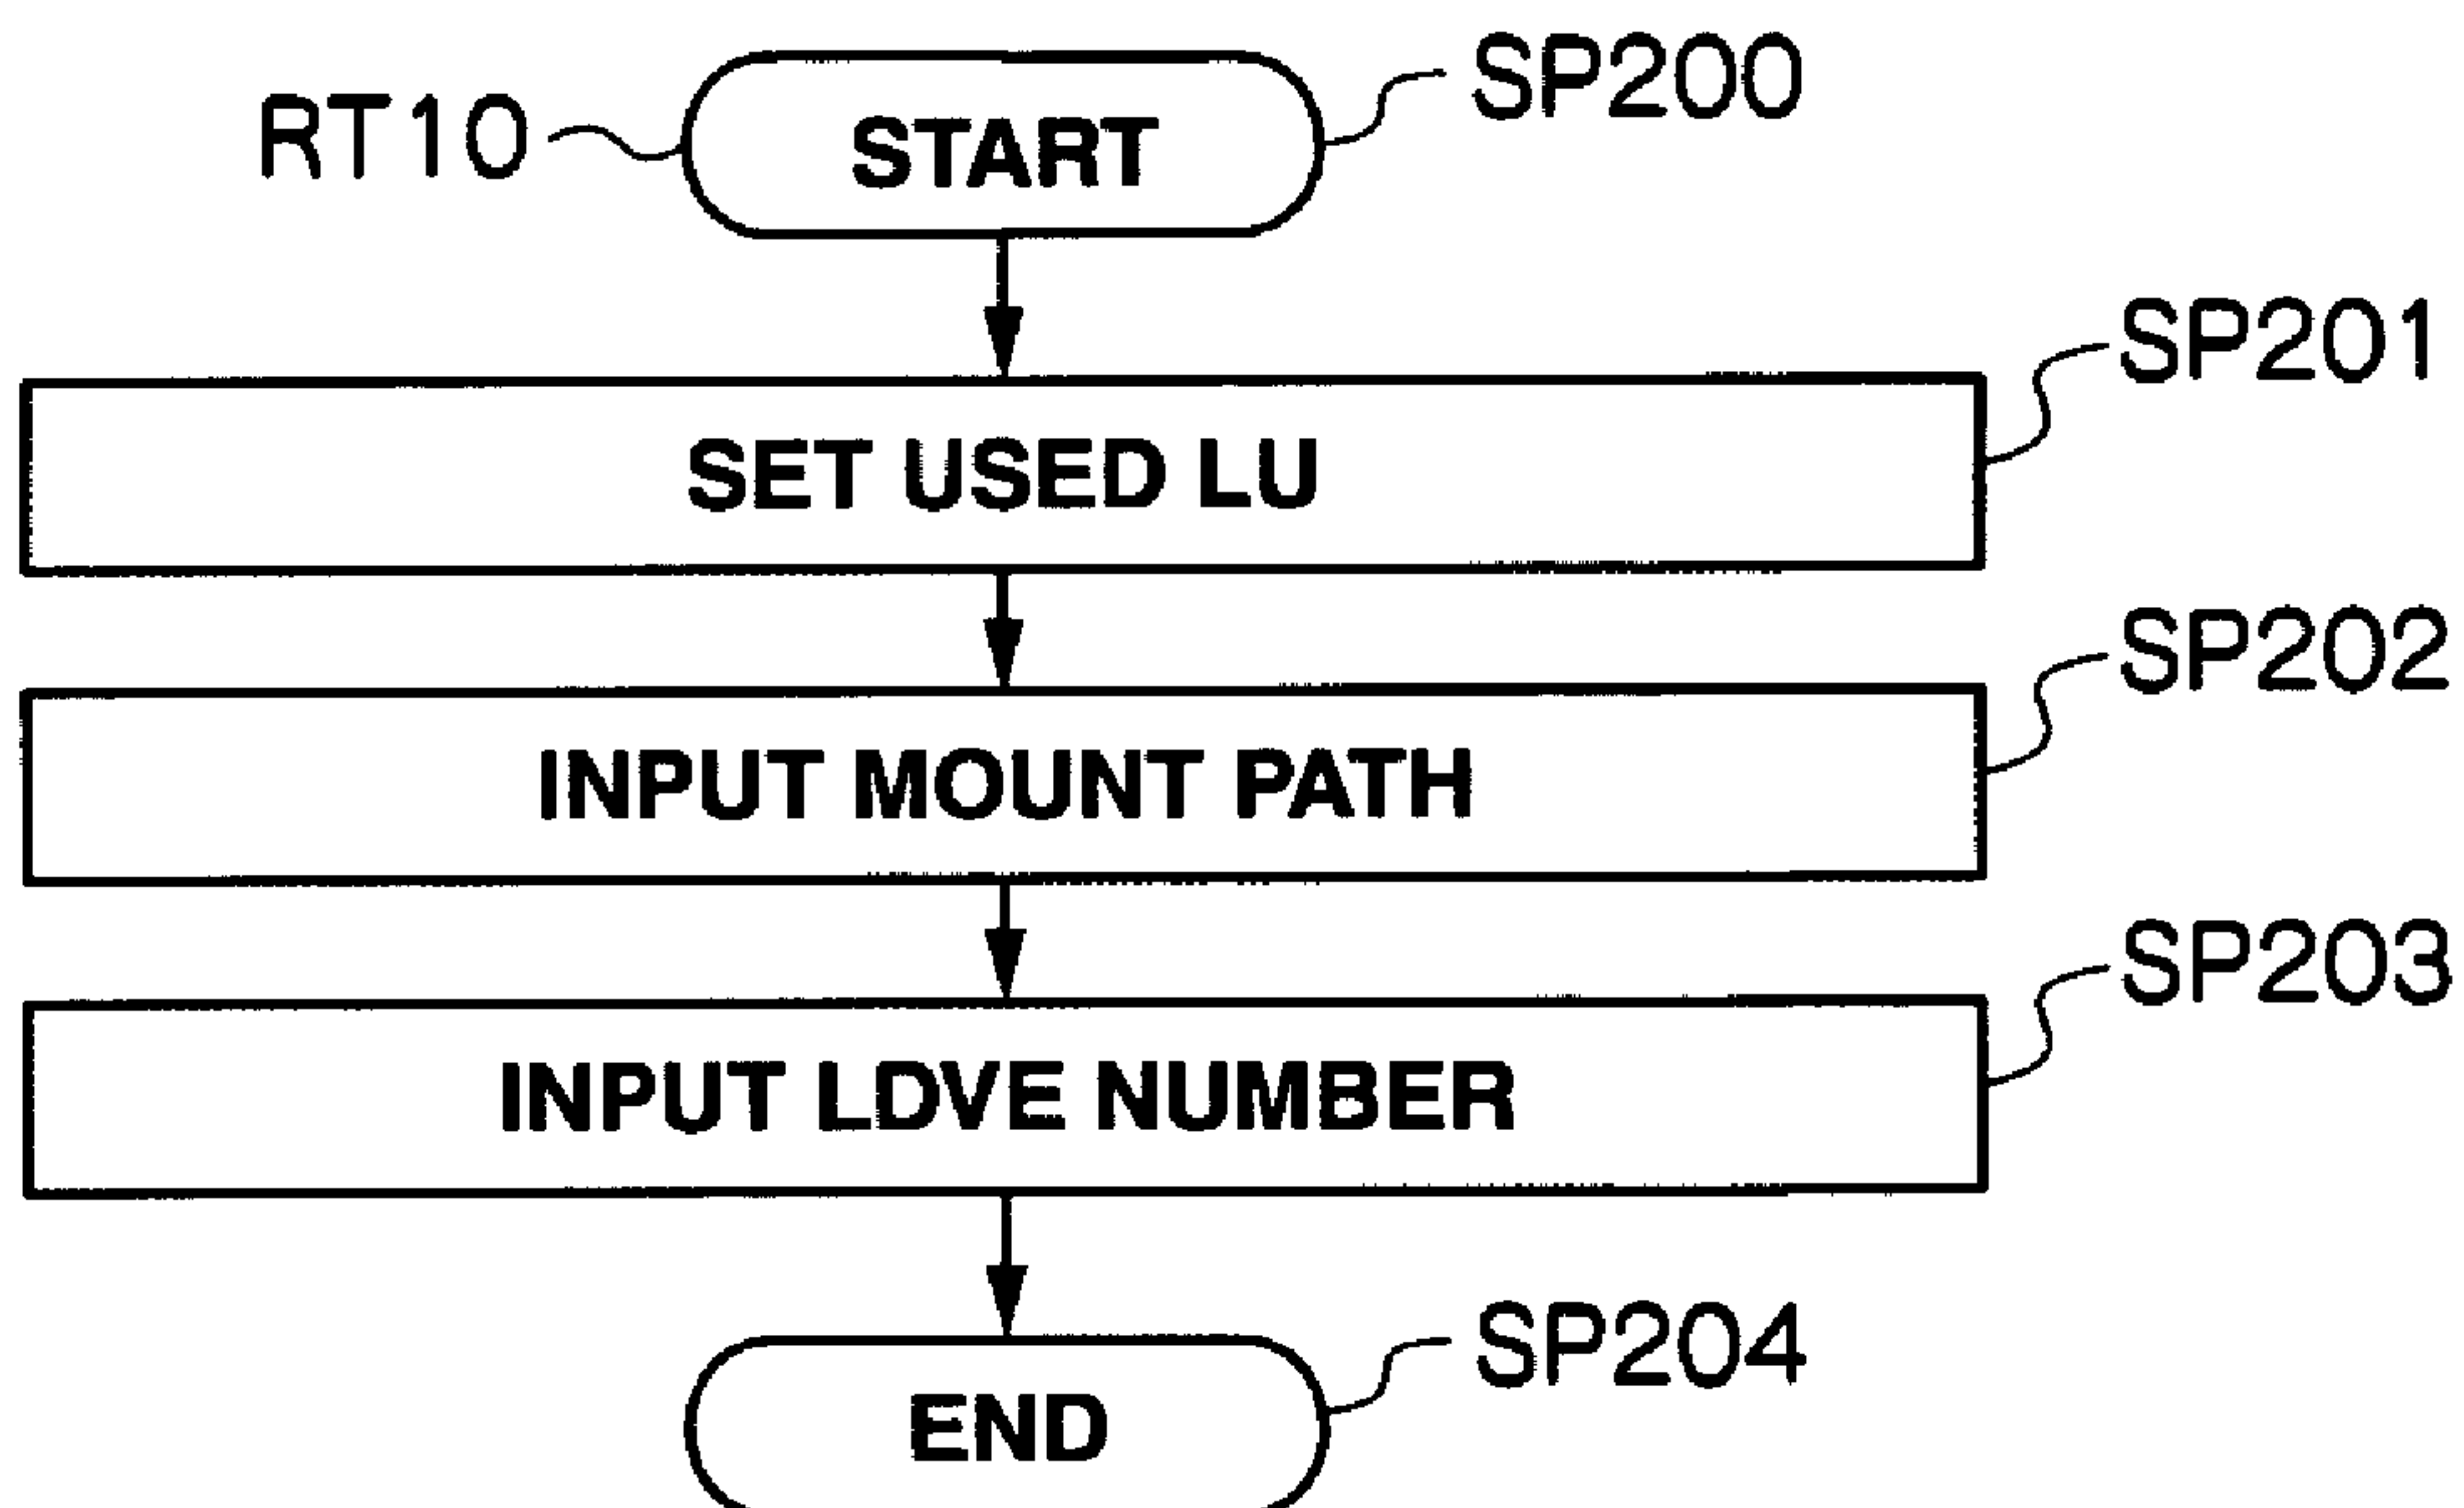 RT10
START
SP200
SET USED LU
SP201
INPUT MOUNT PATH
SP202
INPUT LDVE NUMBER
SP203
END
SP204